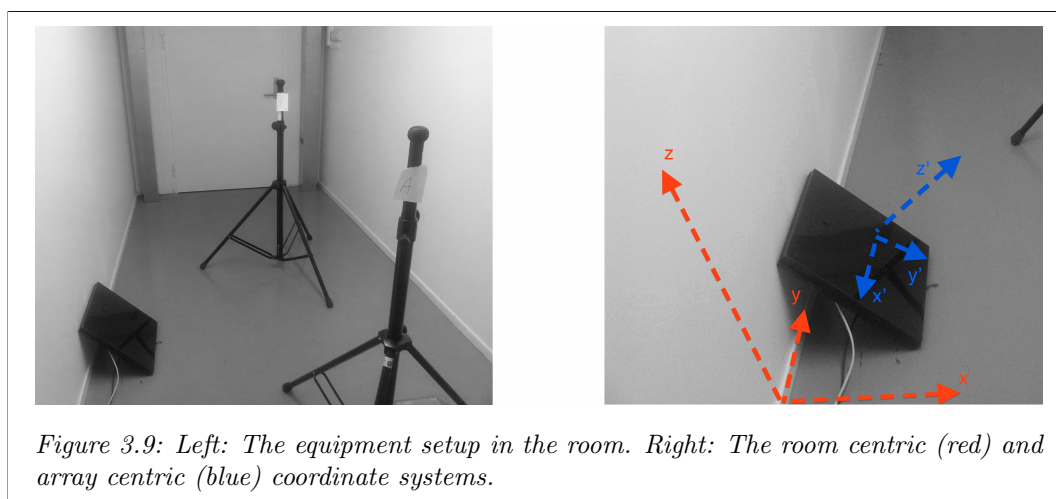 A
z
z'
y'
x'
y
x
Figure 3.9: Left: The equipment setup in the room. Right: The room centric (red) and
array centric (blue) coordinate systems.